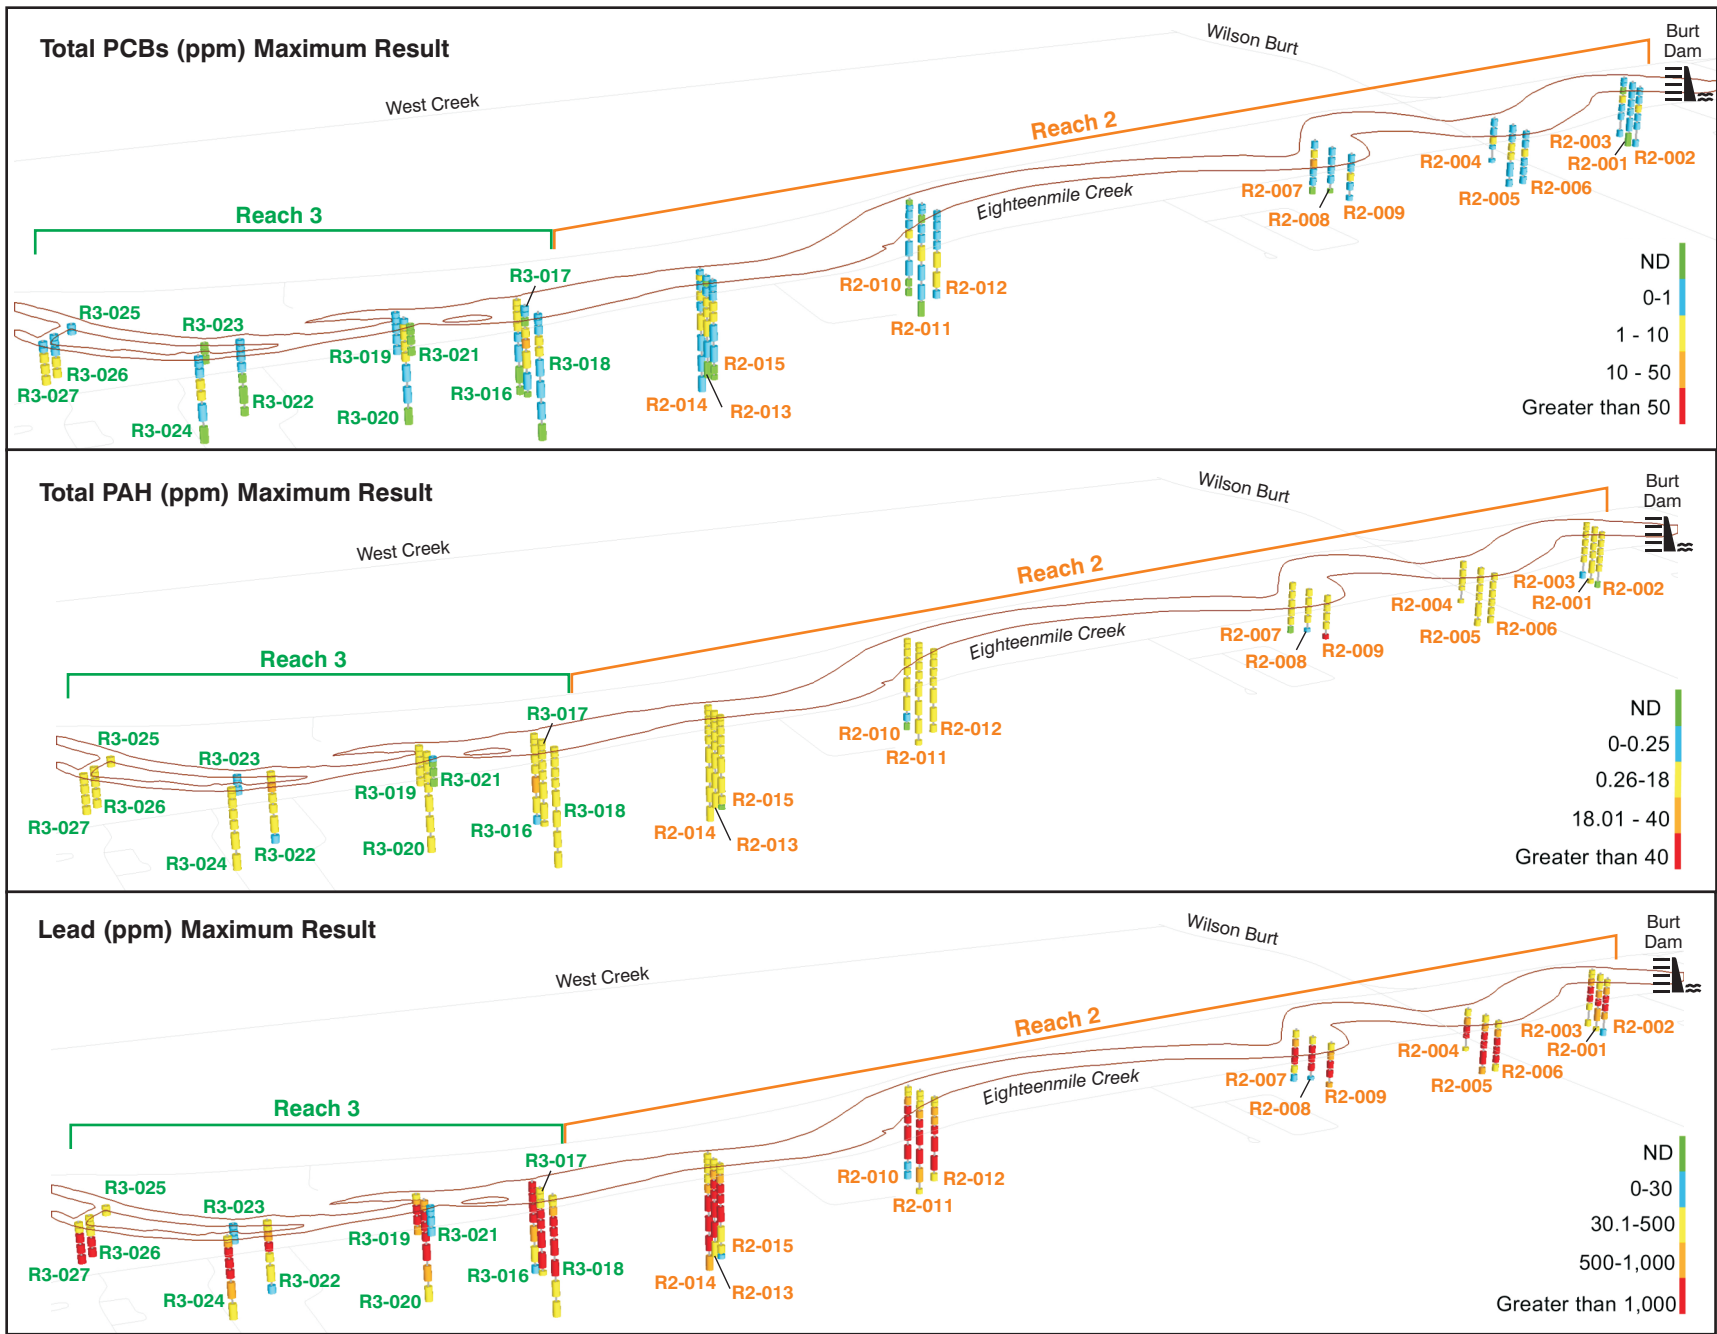 Total PCBs (ppm) Maximum Result
Wilson Burt
Burt
Dam
West Creek
Reach 2
R2-003
R2-001
R2-002
R2-004
R2-005
R2-006
R2-007
R2-008
R2-009
Eighteenmile Creek
Reach 3
R3-017
R2-010
R2-012
R2-011
R3-025
R3-023
R3-019
R3-021
R3-018
R2-015
R3-026
R3-027
R3-022
R3-016
R2-014
R2-013
R3-020
R3-024
ND
0-1
1 - 10
10 - 50
Greater than 50
Total PAH (ppm) Maximum Result
Wilson Burt
Burt
Dam
West Creek
Reach 2
R2-003
R2-001
R2-002
R2-004
R2-005
R2-006
R2-007
R2-008
R2-009
Eighteenmile Creek
Reach 3
R3-017
R2-010
R2-012
R2-011
R3-025
R3-023
R3-019
R3-021
R3-018
R2-015
R3-026
R3-027
R3-022
R3-016
R2-014
R2-013
R3-020
R3-024
ND
0-0.25
0.26-18
18.01 - 40
Greater than 40
Lead (ppm) Maximum Result
Wilson Burt
Burt
Dam
West Creek
Reach 2
R2-003
R2-001
R2-002
R2-004
R2-005
R2-006
R2-007
R2-008
R2-009
Eighteenmile Creek
Reach 3
R3-017
R2-010
R2-012
R2-011
R3-025
R3-023
R3-019
R3-021
R3-018
R2-015
R3-026
R3-027
R3-022
R3-016
R2-014
R2-013
R3-020
R3-024
ND
0-30
30.1-500
500-1,000
Greater than 1,000